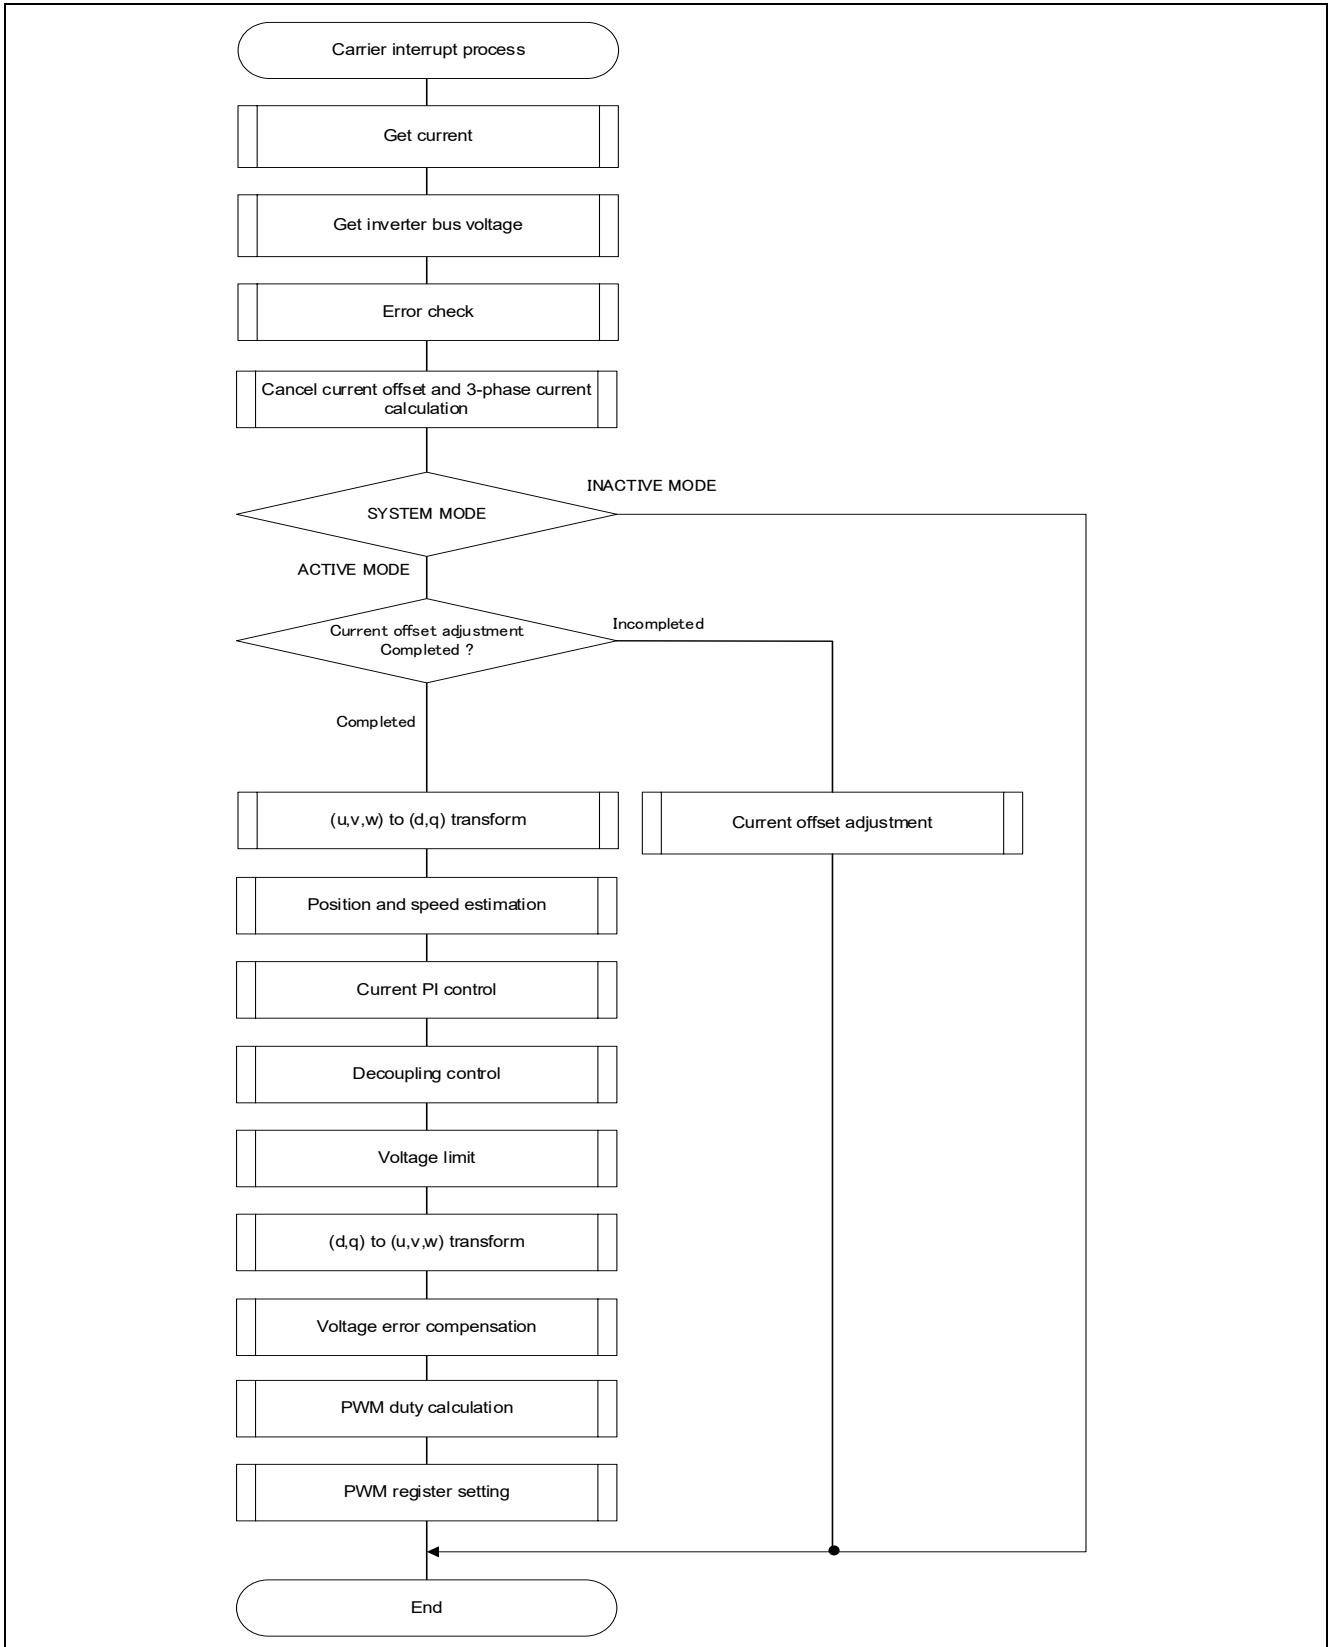 Carrier interrupt process
Get current
Get inverter bus voltage
Error check
Cancel current offset and 3-phase current
calculation
INACTIVE MODE
SYSTEM MODE
ACTIVE MODE
Current offset adjustment
Completed ?
Incompleted
Completed
(u,v,w) to (d,q) transform
Current offset adjustment
Position and speed estimation
Current PI control
Decoupling control
Voltage limit
(d,q) to (u,v,w) transform
Voltage error compensation
PWM duty calculation
PWM register setting
End